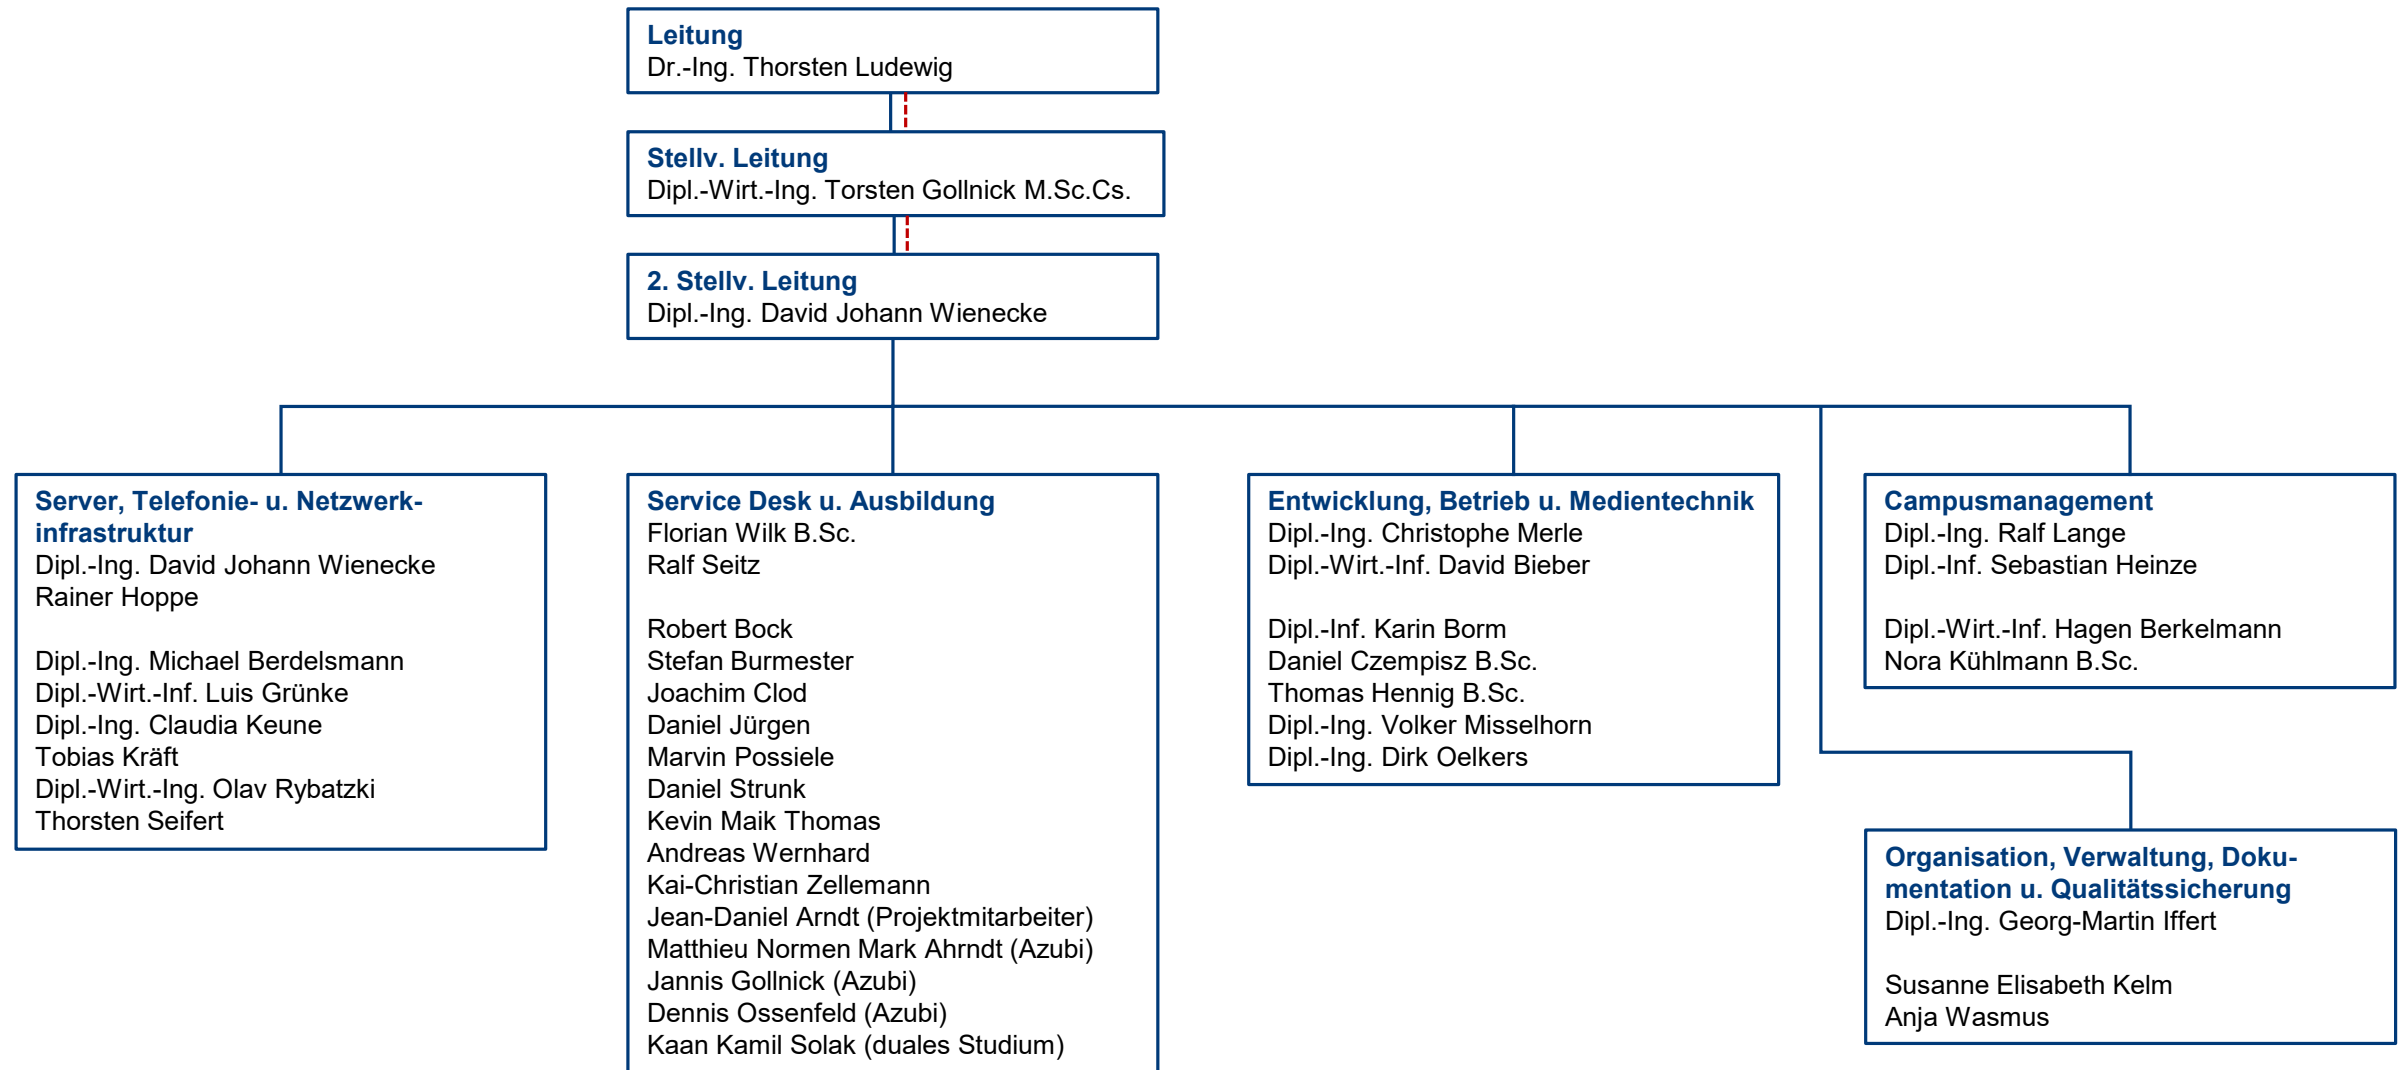 Leitung
Dr.-Ing. Thorsten Ludewig
Stellv. Leitung
Dipl.-Wirt.-Ing. Torsten Gollnick M.Sc.Cs.
2. Stellv. Leitung
Dipl.-Ing. David Johann Wienecke
Server, Telefonie- u. Netzwerk-
infrastruktur
Dipl.-Ing. David Johann Wienecke
Rainer Hoppe
Dipl.-Ing. Michael Berdelsmann
Dipl.-Wirt.-Inf. Luis Grünke
Dipl.-Ing. Claudia Keune
Tobias Kräft
Dipl.-Wirt.-Ing. Olav Rybatzki
Thorsten Seifert
Service Desk u. Ausbildung
Florian Wilk B.Sc.
Ralf Seitz
Robert Bock
Stefan Burmester
Joachim Clod
Daniel Jürgen
Marvin Possiele
Daniel Strunk
Kevin Maik Thomas
Andreas Wernhard
Kai-Christian Zellemann
Jean-Daniel Arndt (Projektmitarbeiter)
Matthieu Normen Mark Ahrndt (Azubi)
Jannis Gollnick (Azubi)
Dennis Ossenfeld (Azubi)
Kaan Kamil Solak (duales Studium)
Entwicklung, Betrieb u. Medientechnik
Dipl.-Ing. Christophe Merle
Dipl.-Wirt.-Inf. David Bieber
Dipl.-Inf. Karin Borm
Daniel Czempisz B.Sc.
Thomas Hennig B.Sc.
Dipl.-Ing. Volker Misselhorn
Dipl.-Ing. Dirk Oelkers
Campusmanagement
Dipl.-Ing. Ralf Lange
Dipl.-Inf. Sebastian Heinze
Dipl.-Wirt.-Inf. Hagen Berkelmann
Nora Kühlmann B.Sc.
Organisation, Verwaltung, Doku-
mentation u. Qualitätssicherung
Dipl.-Ing. Georg-Martin Iffert
Susanne Elisabeth Kelm
Anja Wasmus